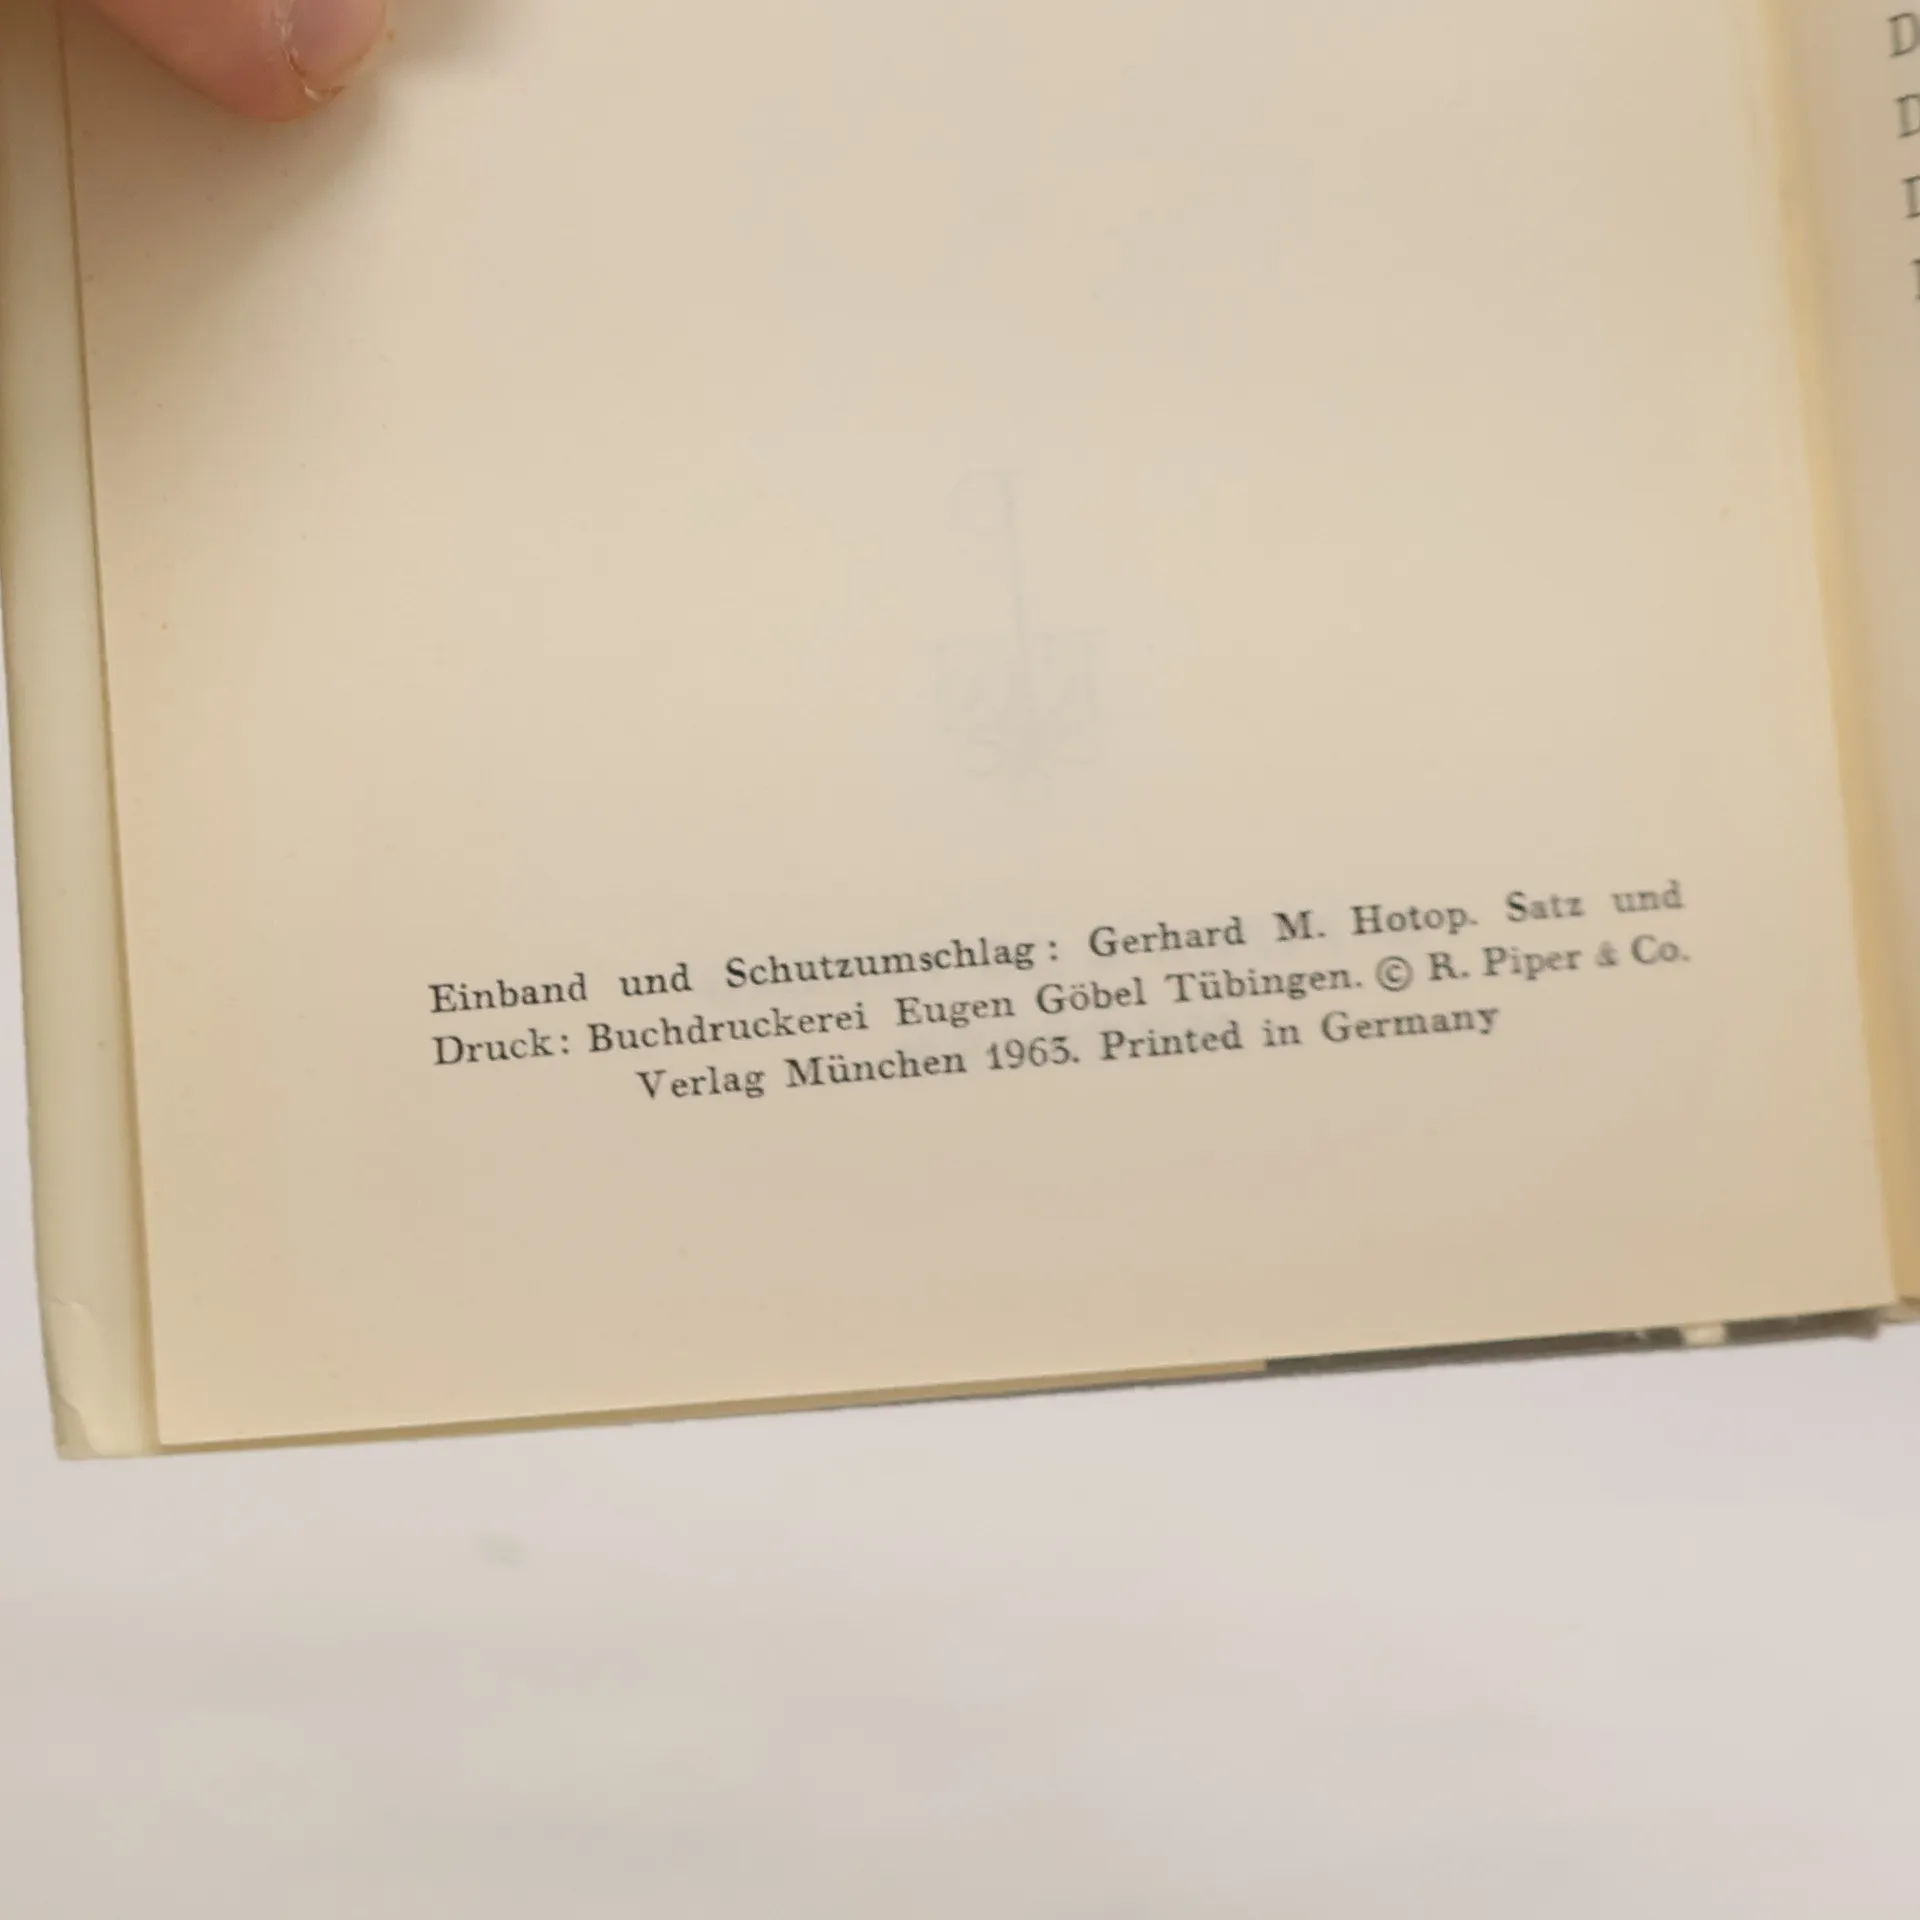 Einband und Schutzumschlag: Gerhard M. Hotop. Satz und
Druck: Buchdruckerei Eugen Göbel Tübingen. © R. Piper & Co.
Verlag München 1963. Printed in Germany
D
D
D